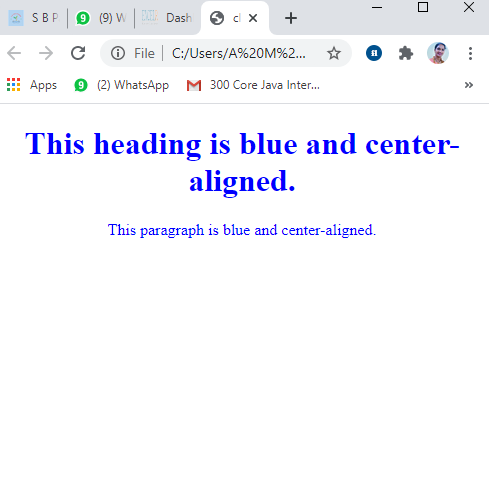 S B P
(9) W
Dash
cl
File
C:/Users/A%20M%2...
Apps
(2) WhatsApp
300 Core Java Inter...
This heading is blue and center-
aligned.
This paragraph is blue and center-aligned.